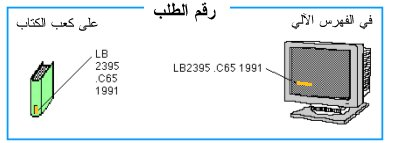 رقم الطلب
في الفهرس الآلي
على كعب الكتاب
LB2395 .C65 1991
LB
2395
.C65
1991